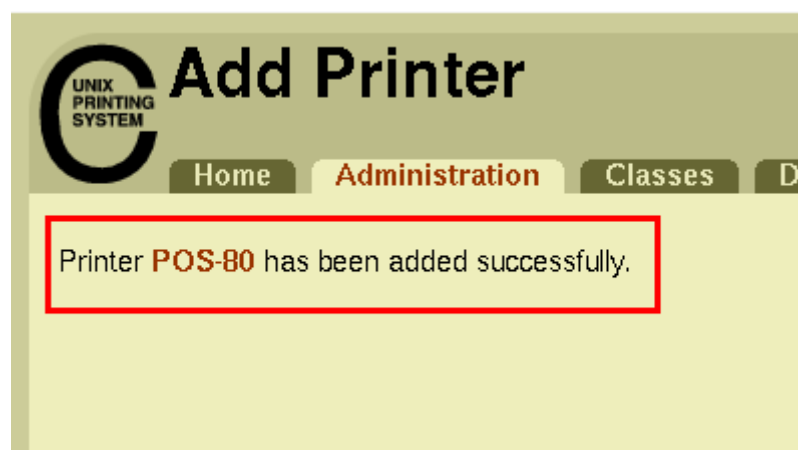 UNIX
PRINTING
SYSTEM
Add Printer
Home Administration Classes D
Printer POS-80 has been added successfully.